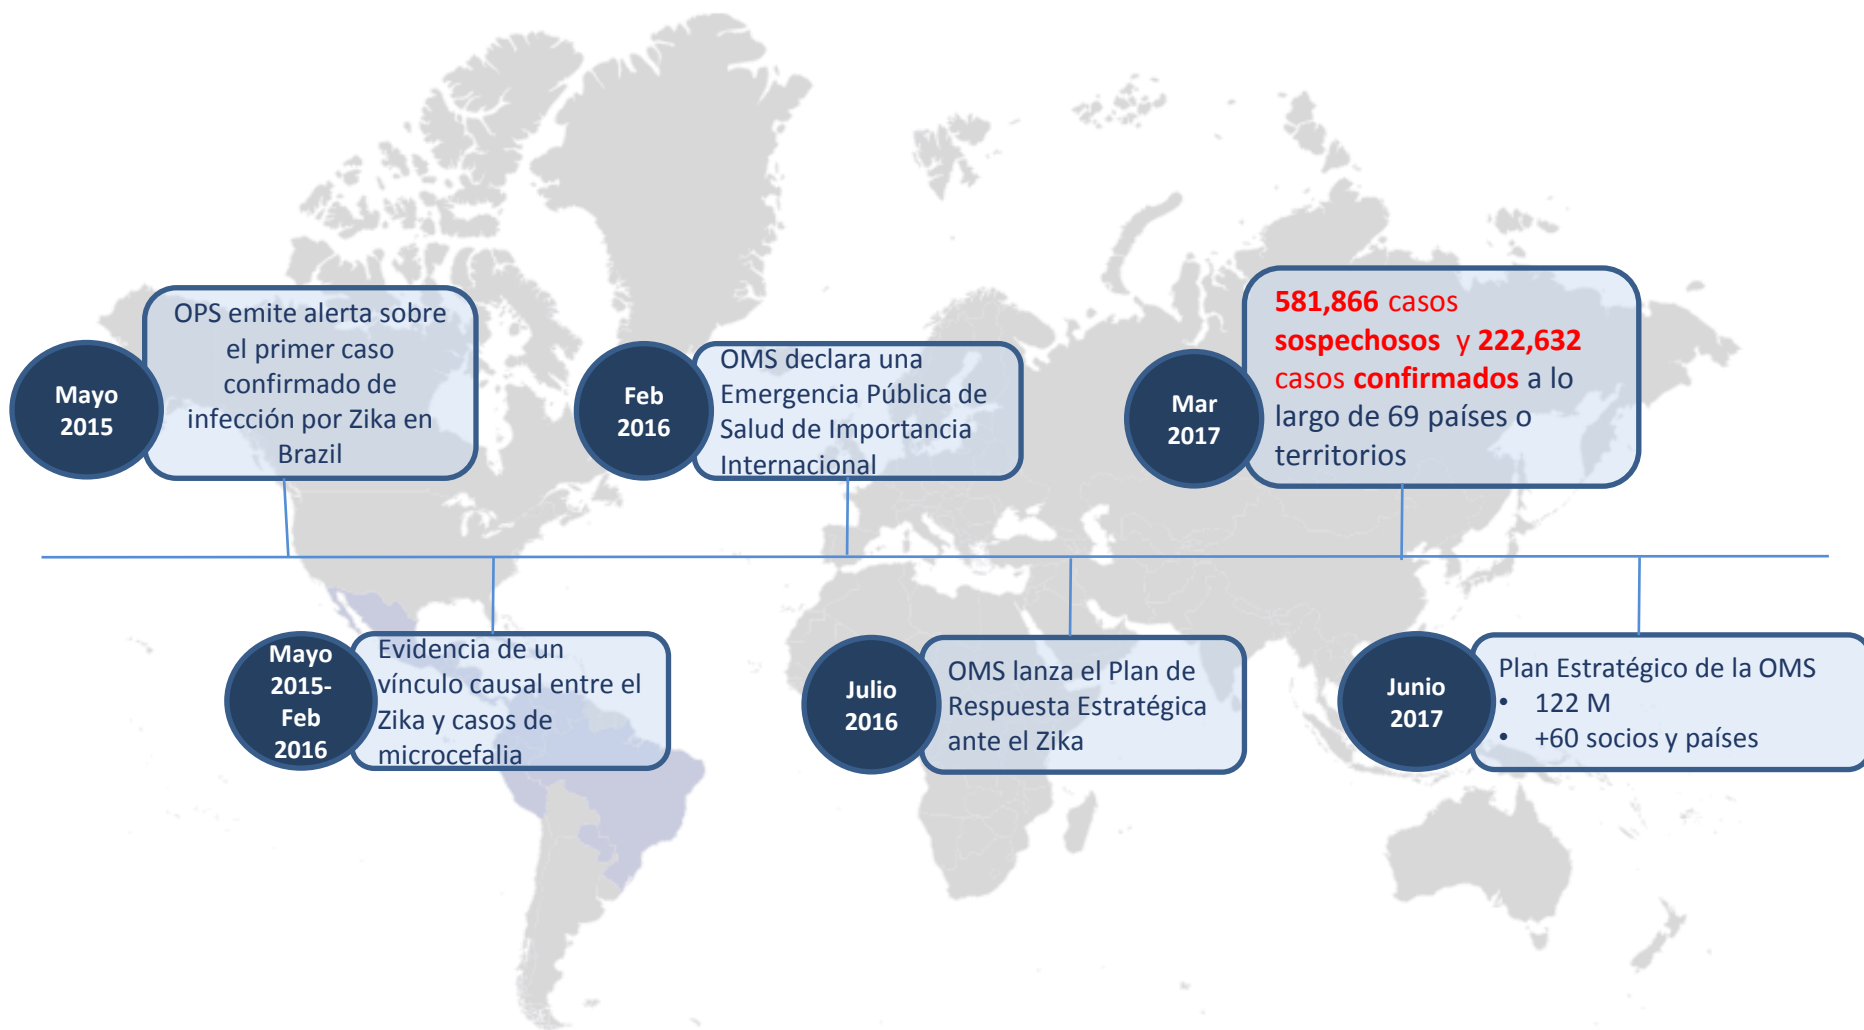 Mayo
2015
OPS emite alerta sobre
el primer caso
confirmado de
infección por Zika en
Brazil
Mayo
2015-
Feb
2016
Evidencia de un
vínculo causal entre el
Zika y casos de
microcefalia
Feb
2016
OMS declara una
Emergencia Pública de
Salud de Importancia
Internacional
Julio
2016
OMS lanza el Plan de
Respuesta Estratégica
ante el Zika
Mar
2017
581,866 casos
sospechosos y 222,632
casos confirmados a lo
largo de 69 países o
territorios
Junio
2017
Plan Estratégico de la OMS
• 122 M
• +60 socios y países